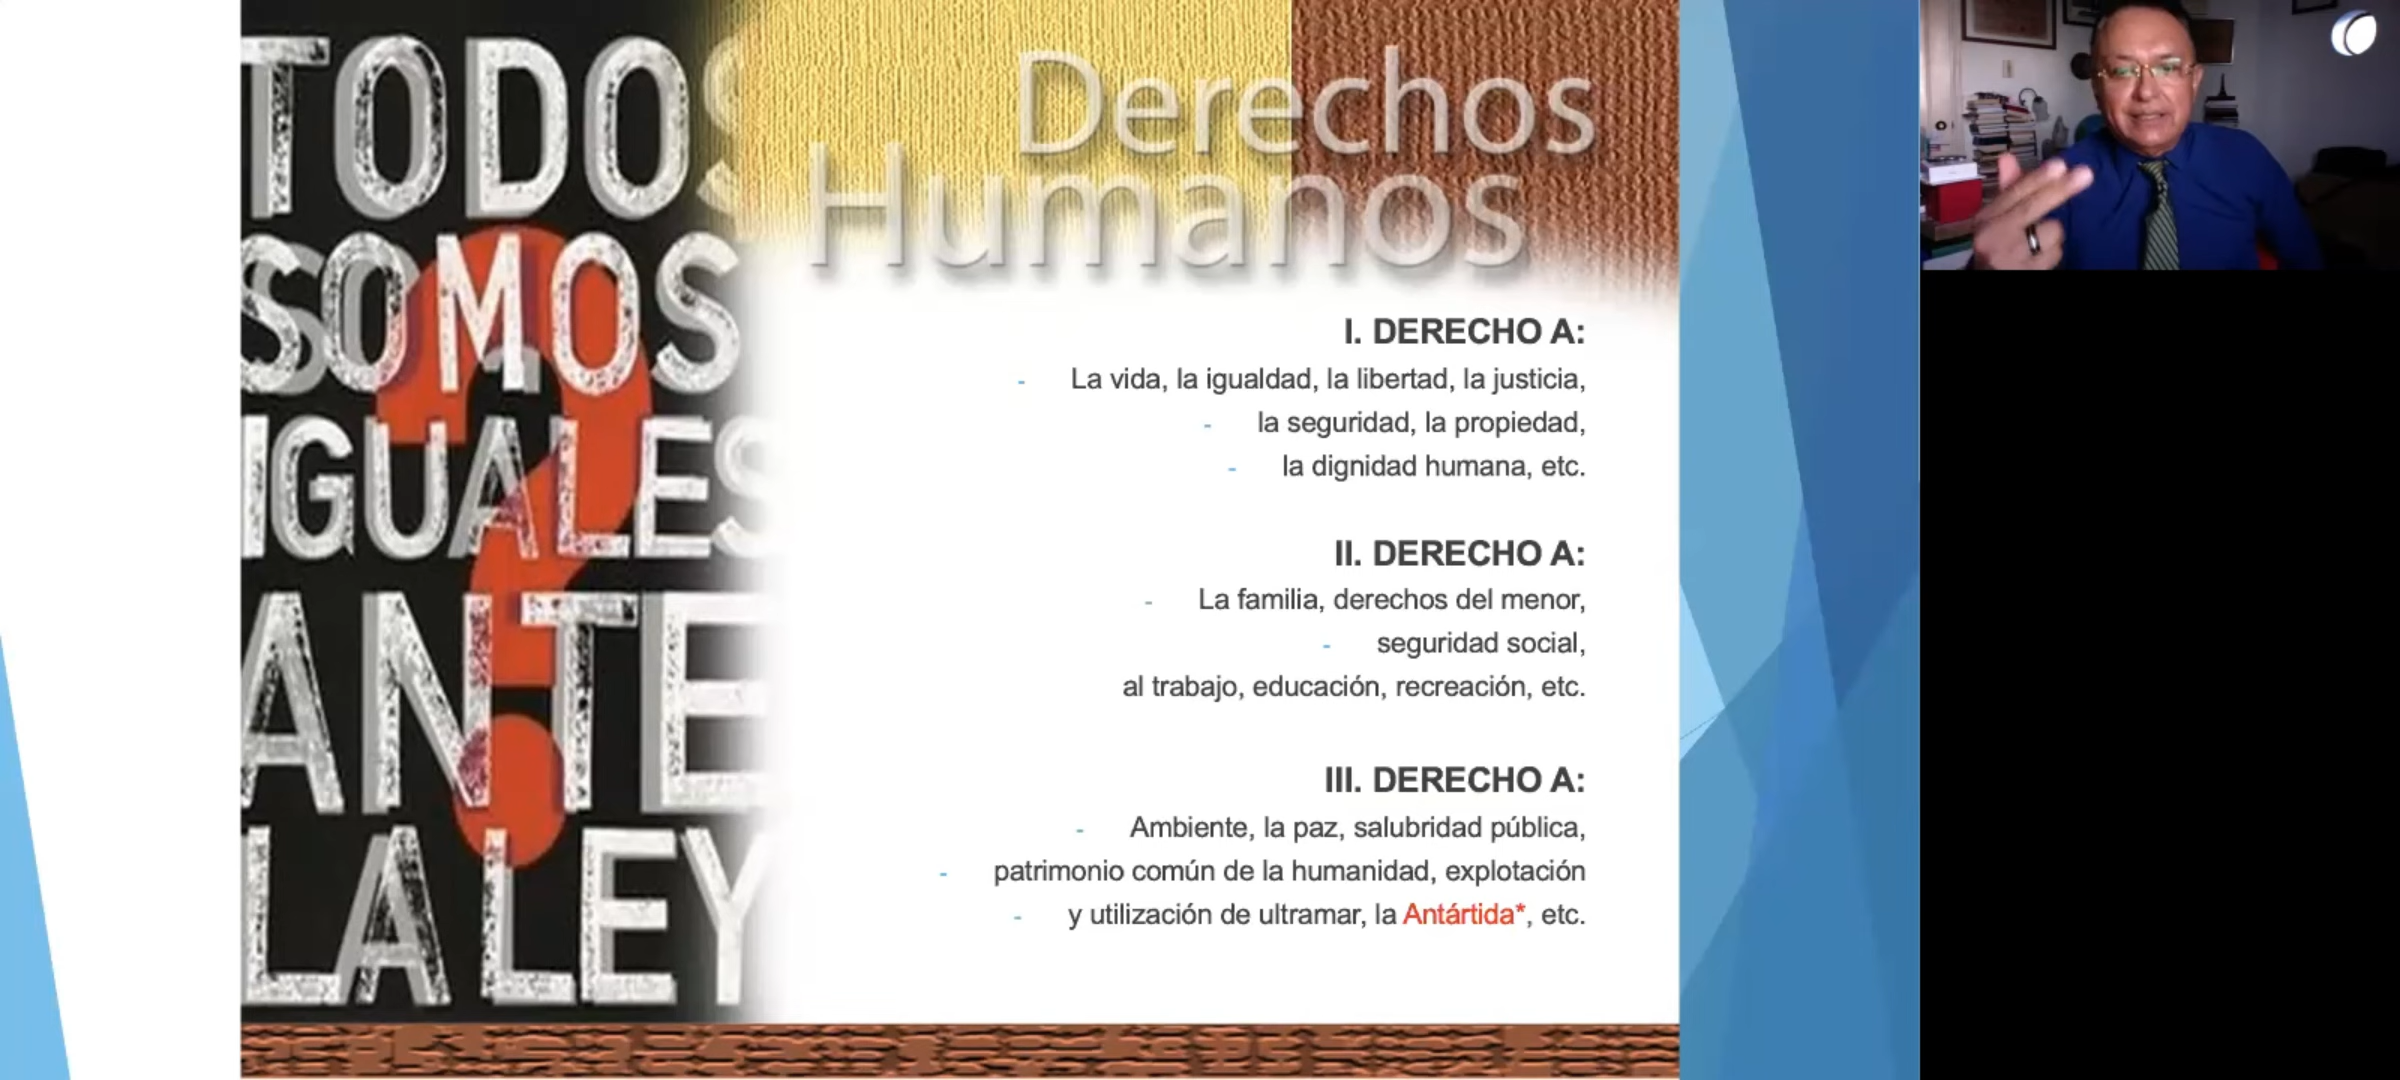 TODOS
SOMOS
IGUALES
ANTE
LA LEY
?
Derechos
Humanos
I. DERECHO A:
- La vida, la igualdad, la libertad, la justicia,
- la seguridad, la propiedad,
- la dignidad humana, etc.
II. DERECHO A:
- La familia, derechos del menor,
- seguridad social,
al trabajo, educación, recreación, etc.
III. DERECHO A:
- Ambiente, la paz, salubridad pública,
- patrimonio común de la humanidad, explotación
- y utilización de ultramar, la Antártida*, etc.